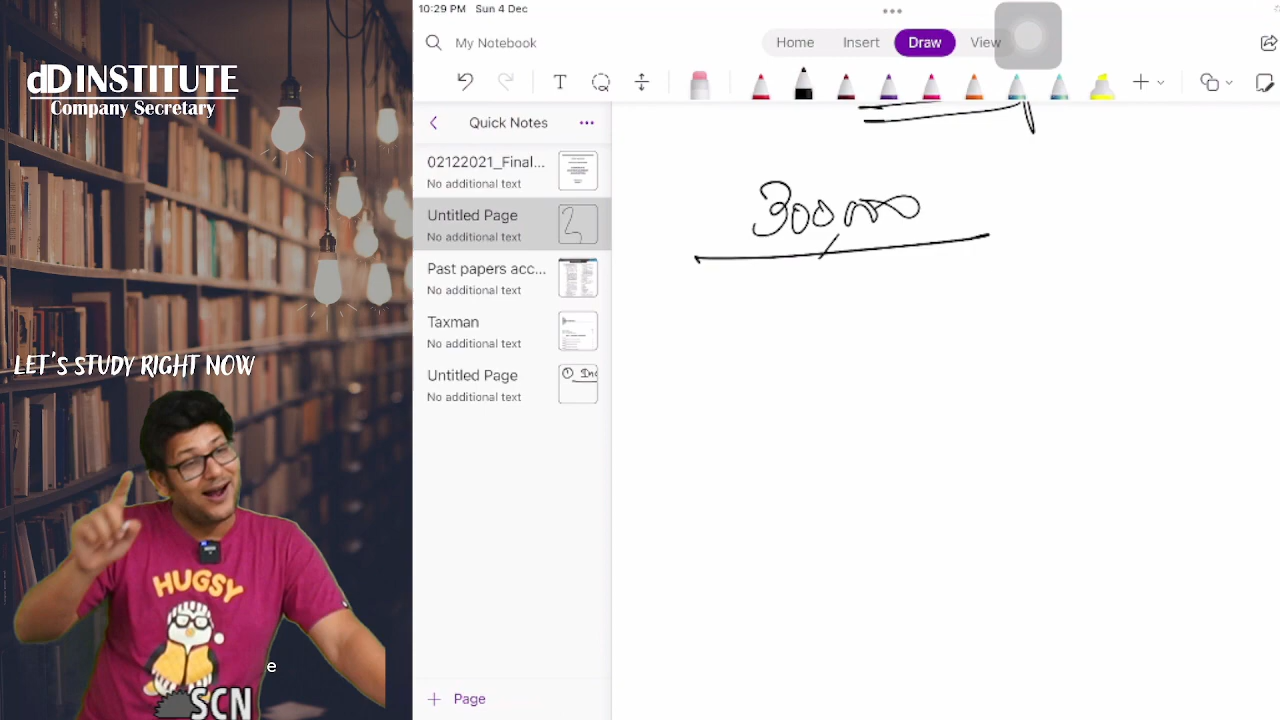 10:29 PM Sun 4 Dec
dD INSTITUTE
Company Secretary
My Notebook
Home Insert Draw View
T
Quick Notes
02122021_Final...
No additional text
Untitled Page
No additional text
Past papers acc...
No additional text
Taxman
No additional text
Untitled Page
No additional text
300,000
LET'S STUDY RIGHT NOW
HUGSY
e
SCN
Page